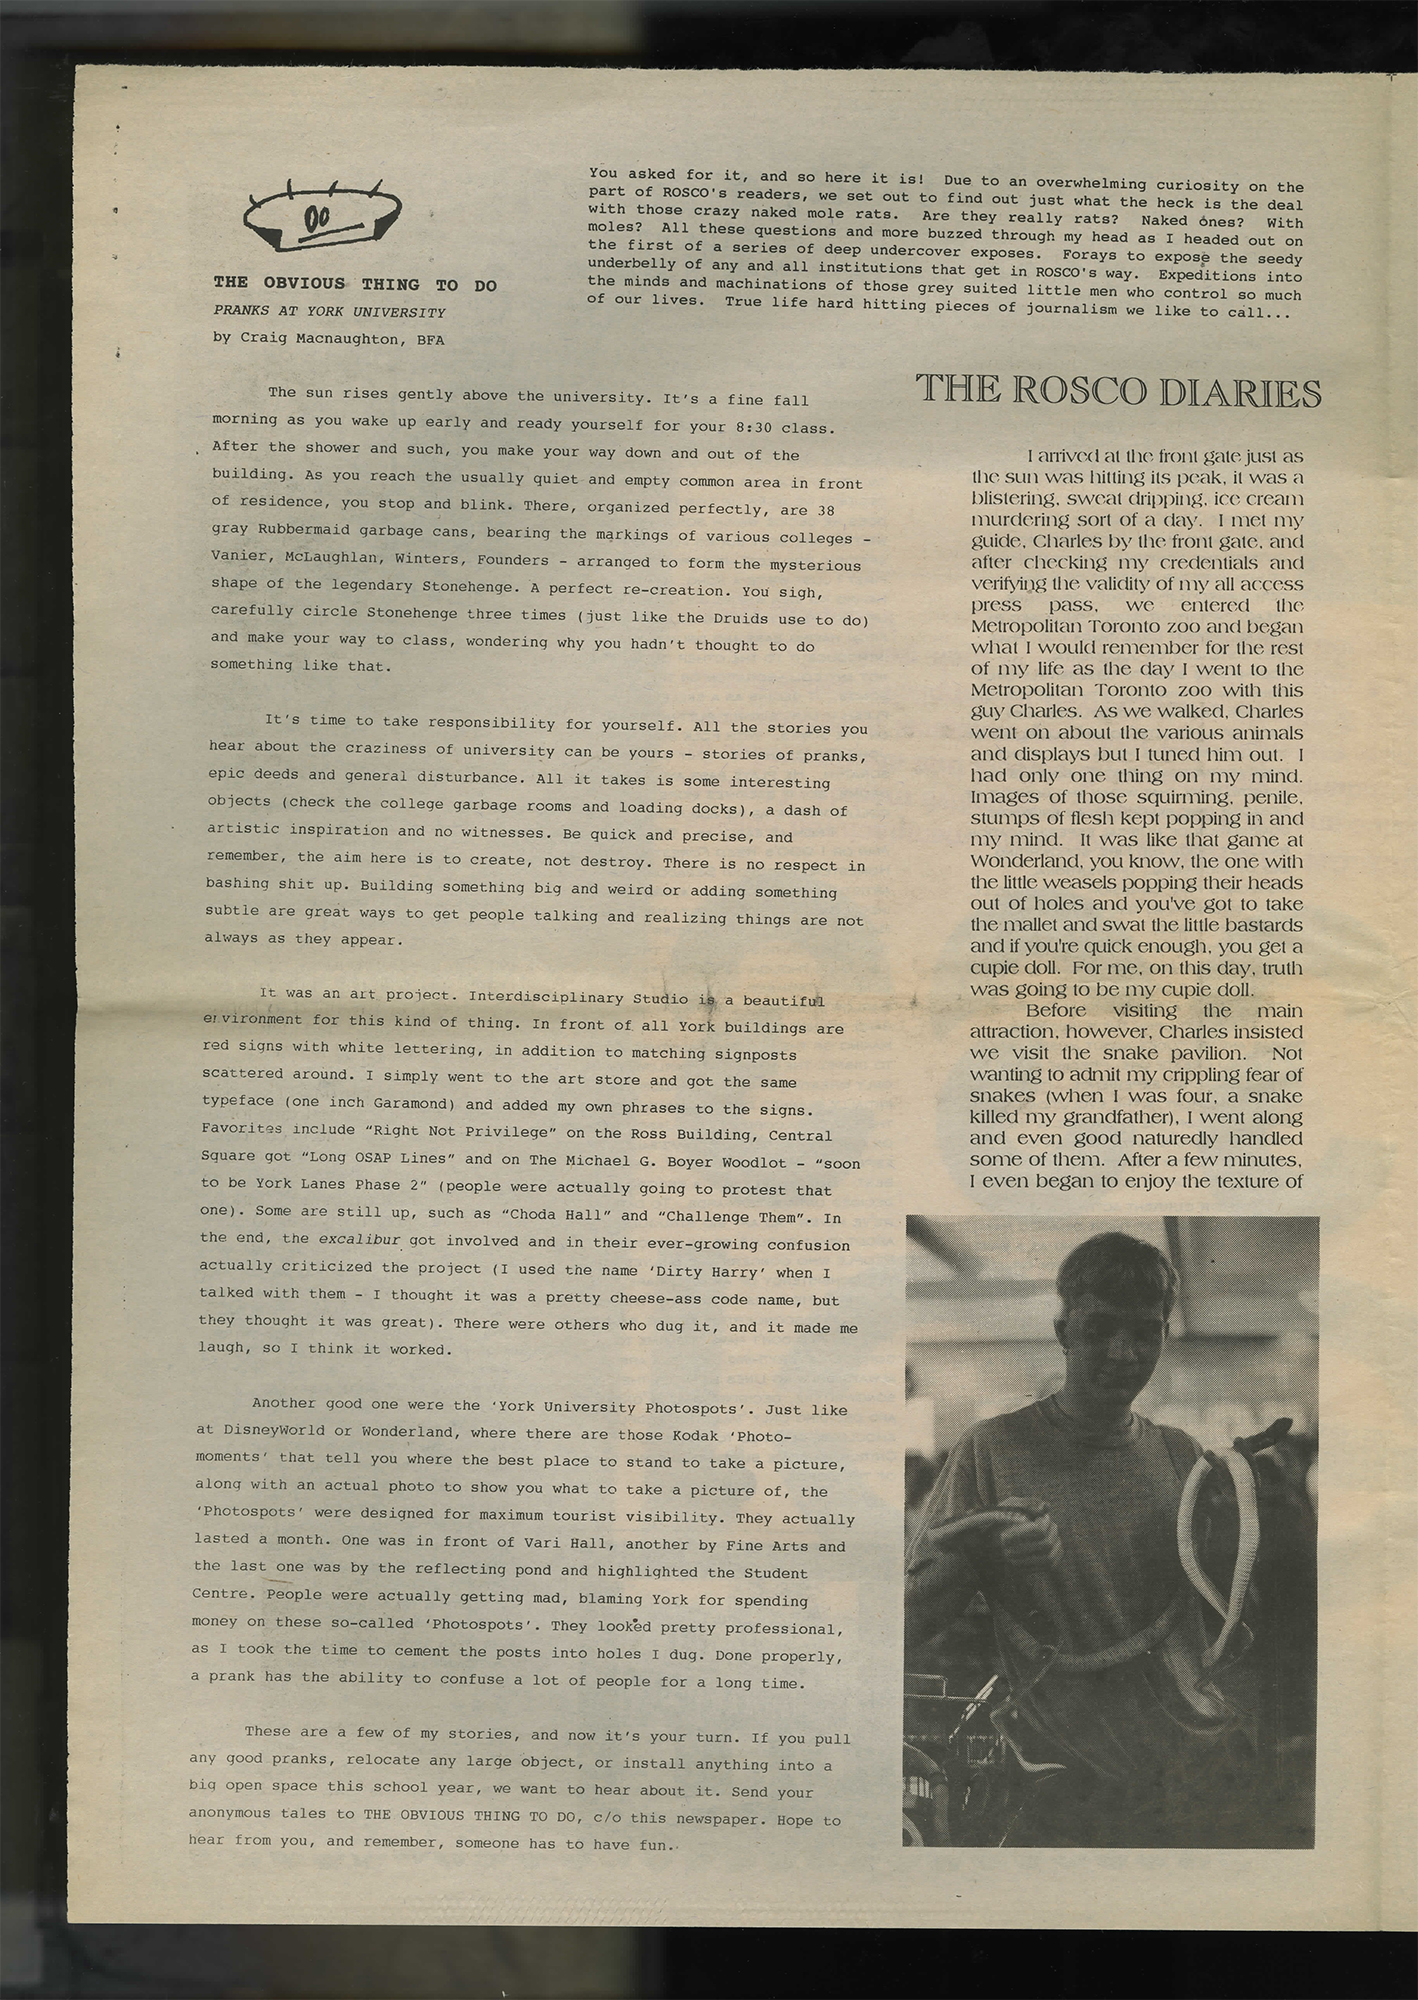 THE OBVIOUS THING TO DO
PRANKS AT YORK UNIVERSITY
by Craig Macnaughton, BFA
The sun rises gently above the university. It's a fine fall
morning as you wake up early and ready yourself for your 8:30 class.
After the shower and such, you make your way down and out of the
building. As you reach the usually quiet and empty common area in front
of residence, you stop and blink. There, organized perfectly, are 38
gray Rubbermaid garbage cans, bearing the markings of various colleges -
Vanier, McLaughlan, Winters, Founders - arranged to form the mysterious
shape of the legendary Stonehenge. A perfect re-creation. You sigh,
carefully circle Stonehenge three times (just like the Druids use to do)
and make your way to class, wondering why you hadn't thought to do
something like that.
It's time to take responsibility for yourself. All the stories you
hear about the craziness of university can be yours - stories of pranks,
epic deeds and general disturbance. All it takes is some interesting
objects (check the college garbage rooms and loading docks), a dash of
artistic inspiration and no witnesses. Be quick and precise, and
remember, the aim here is to create, not destroy. There is no respect in
bashing shit up. Building something big and weird or adding something
subtle are great ways to get people talking and realizing things are not
always as they appear.
It was an art project. Interdisciplinary Studio is a beautiful
environment for this kind of thing. In front of all York buildings are
red signs with white lettering, in addition to matching signposts
scattered around. I simply went to the art store and got the same
typeface (one inch Garamond) and added my own phrases to the signs.
Favorites include "Right Not Privilege" on the Ross Building, Central
Square got "Long OSAP Lines" and on The Michael G. Boyer Woodlot - "soon
to be York Lanes Phase 2" (people were actually going to protest that
one). Some are still up, such as "Choda Hall" and "Challenge Them". In
the end, the excalibur got involved and in their ever-growing confusion
actually criticized the project (I used the name 'Dirty Harry' when I
talked with them - I thought it was a pretty cheese-ass code name, but
they thought it was great). There were others who dug it, and it made me
laugh, so I think it worked.
Another good one were the 'York University Photospots'. Just like
at DisneyWorld or Wonderland, where there are those Kodak 'Photo-
moments' that tell you where the best place to stand to take a picture,
along with an actual photo to show you what to take a picture of, the
'Photospots' were designed for maximum tourist visibility. They actually
lasted a month. One was in front of Vari Hall, another by Fine Arts and
the last one was by the reflecting pond and highlighted the Student
Centre. People were actually getting mad, blaming York for spending
money on these so-called 'Photospots'. They looked pretty professional,
as I took the time to cement the posts into holes I dug. Done properly,
a prank has the ability to confuse a lot of people for a long time.
These are a few of my stories, and now it's your turn. If you pull
any good pranks, relocate any large object, or install anything into a
big open space this school year, we want to hear about it. Send your
anonymous tales to THE OBVIOUS THING TO DO, c/o this newspaper. Hope to
hear from you, and remember, someone has to have fun.
You asked for it, and so here it is! Due to an overwhelming curiosity on the
part of ROSCO's readers, we set out to find out just what the heck is the deal
with those crazy naked mole rats. Are they really rats? Naked ones? With
moles? All these questions and more buzzed through my head as I headed out on
the first of a series of deep undercover exposes. Forays to expose the seedy
underbelly of any and all institutions that get in ROSCO's way. Expeditions into
the minds and machinations of those grey suited little men who control so much
of our lives. True life hard hitting pieces of journalism we like to call...
THE ROSCO DIARIES
I arrived at the front gate just as
the sun was hitting its peak, it was a
blistering, sweat dripping, ice cream
murdering sort of a day. I met my
guide, Charles by the front gate, and
after checking my credentials and
verifying the validity of my all access
press pass, we entered the
Metropolitan Toronto zoo and began
what I would remember for the rest
of my life as the day I went to the
Metropolitan Toronto zoo with this
guy Charles. As we walked, Charles
went on about the various animals
and displays but I tuned him out. I
had only one thing on my mind.
Images of those squirming, penile,
stumps of flesh kept popping in and
my mind. It was like that game at
Wonderland, you know, the one with
the little weasels popping their heads
out of holes and you've got to take
the mallet and swat the little bastards
and if you're quick enough, you get a
cupie doll. For me, on this day, truth
was going to be my cupie doll.
Before visiting the main
attraction, however, Charles insisted
we visit the snake pavilion. Not
wanting to admit my crippling fear of
snakes (when I was four, a snake
killed my grandfather), I went along
and even good naturedly handled
some of them. After a few minutes,
I even began to enjoy the texture of